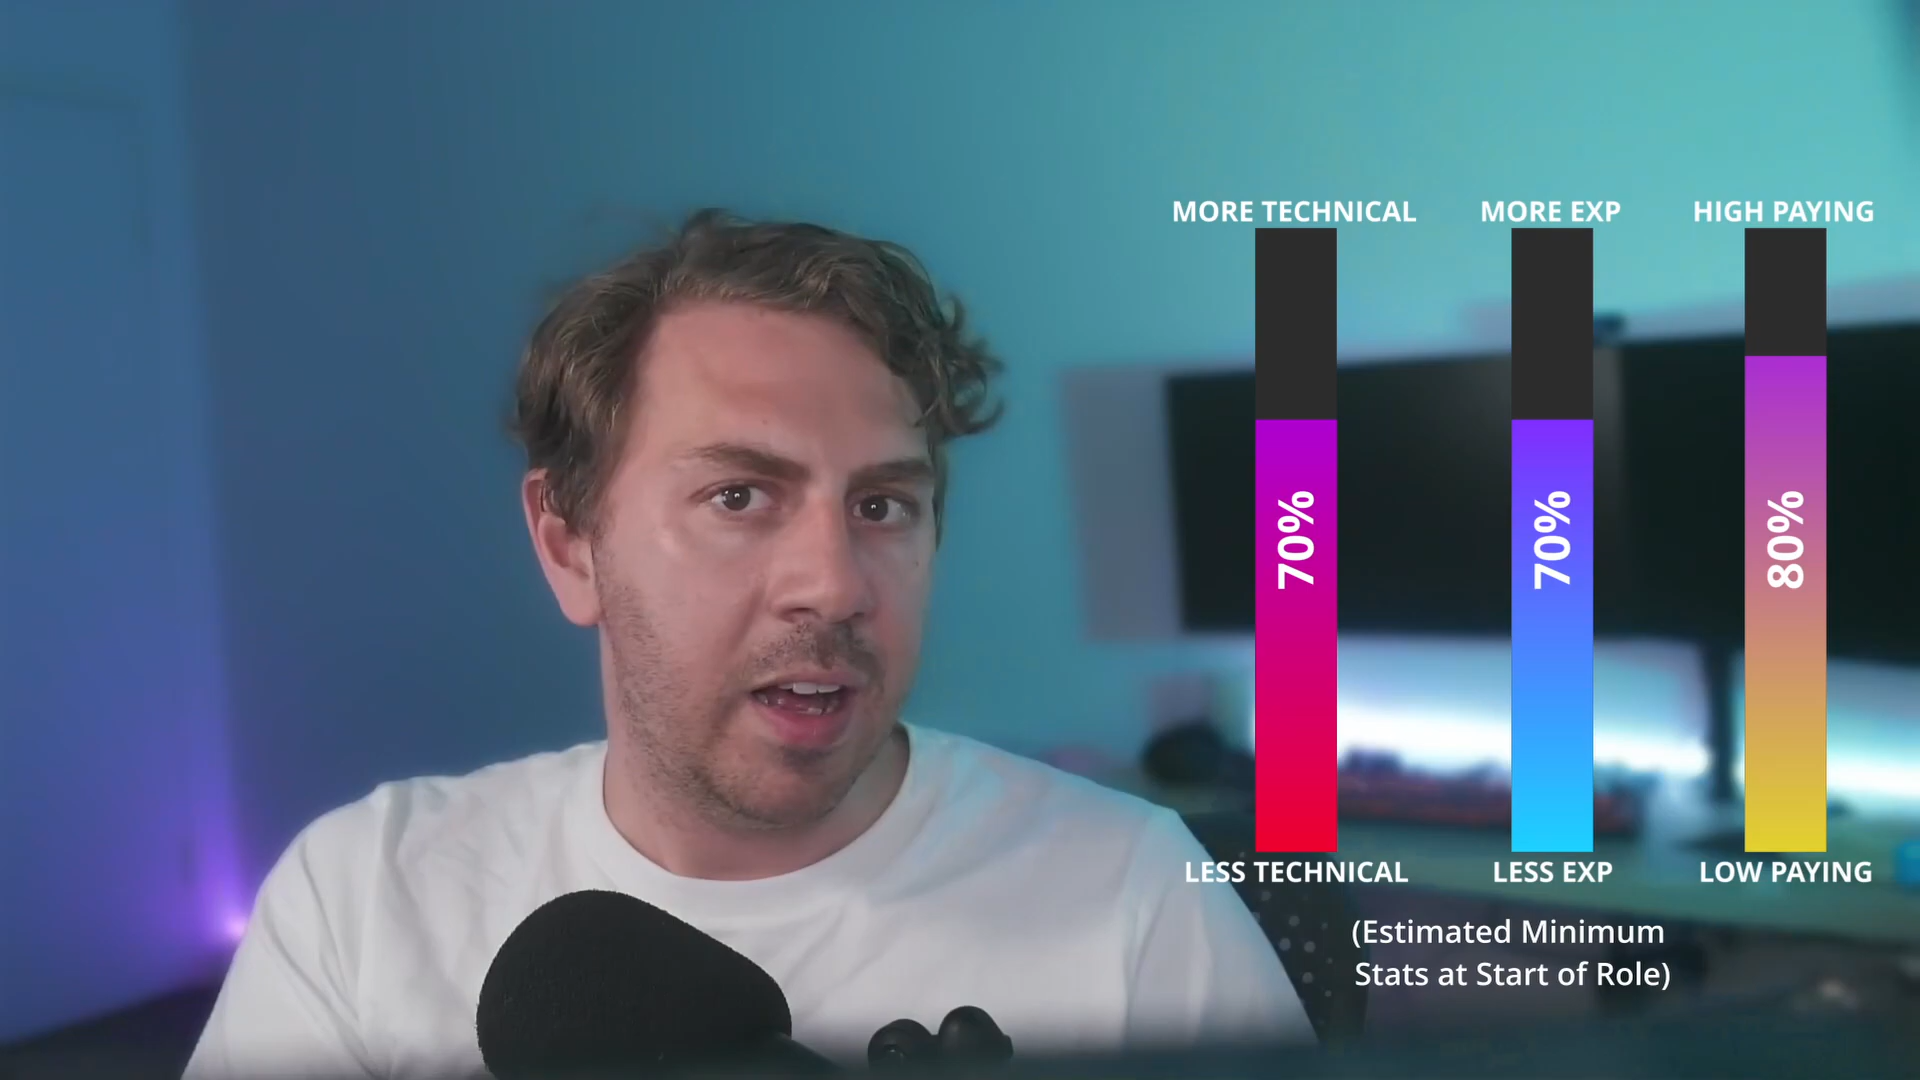 MORE TECHNICAL
MORE EXP
HIGH PAYING
70%
70%
80%
LESS TECHNICAL
LESS EXP
LOW PAYING
(Estimated Minimum
Stats at Start of Role)